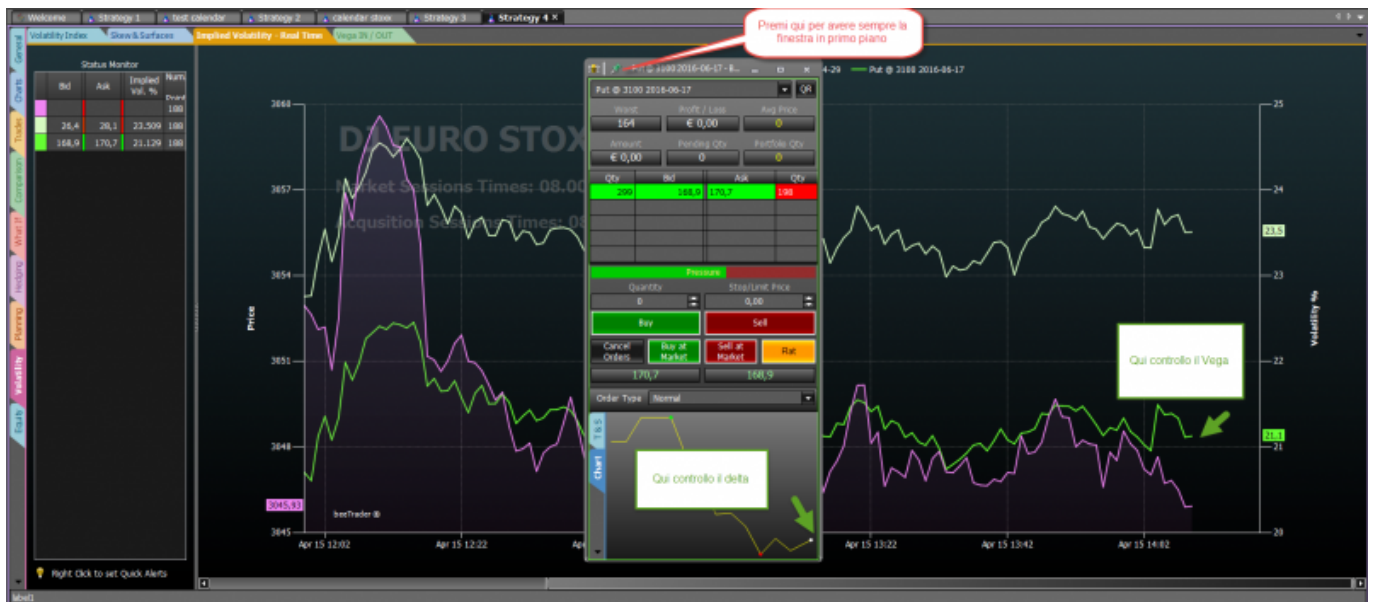 Welcome Strategy 1 test calendar Strategy 2 calendar stoxx Strategy 3 Strategy 4 ×
Premi qui per avere sempre la
finestra in primo piano
Volatility Index Skew & Surfaces Implied Volatility - Real Time Vega IN / OUT
General
Charts
Trades
Comparison
What If
Hedging
Planning
Volatility
Equity
Status Monitor
Bid Ask Implied Vol. % Num.
188
26,4 28,1 23.509 188
168,9 170,7 21.129 188
Right Click to set Quick Alerts
label1
Put @ 3100 2016-06-17 - B...
4-29 Put @ 3100 2016-06-17
EURO STOX
Market Sessions Times: 08.00
Acqusition Sessions Times: 08
Put @ 3100 2016-06-17 QR
Worst Profit / Loss Avg Price
164 € 0,00 0
Amount Pending Qty Portfolio Qty
€ 0,00 0 0
Qty Bid Ask Qty
299 168,9 170,7 198
Pressure
Quantity Stop/Limit Price
0 0,00
Buy Sell
Cancel Orders Buy at Market Sell at Market Flat
170,7 168,9
Order Type Normal
T & S
Chart
Qui controllo il delta
Qui controllo il Vega
Price
3060
3057
3054
3051
3048
3045,93
3045
beeTrader ®
Volatility %
25
24
23,5
23
22
21,1
21
20
Apr 15 12:02 Apr 15 12:22 Apr 15 13:22 Apr 15 13:42 Apr 15 14:02